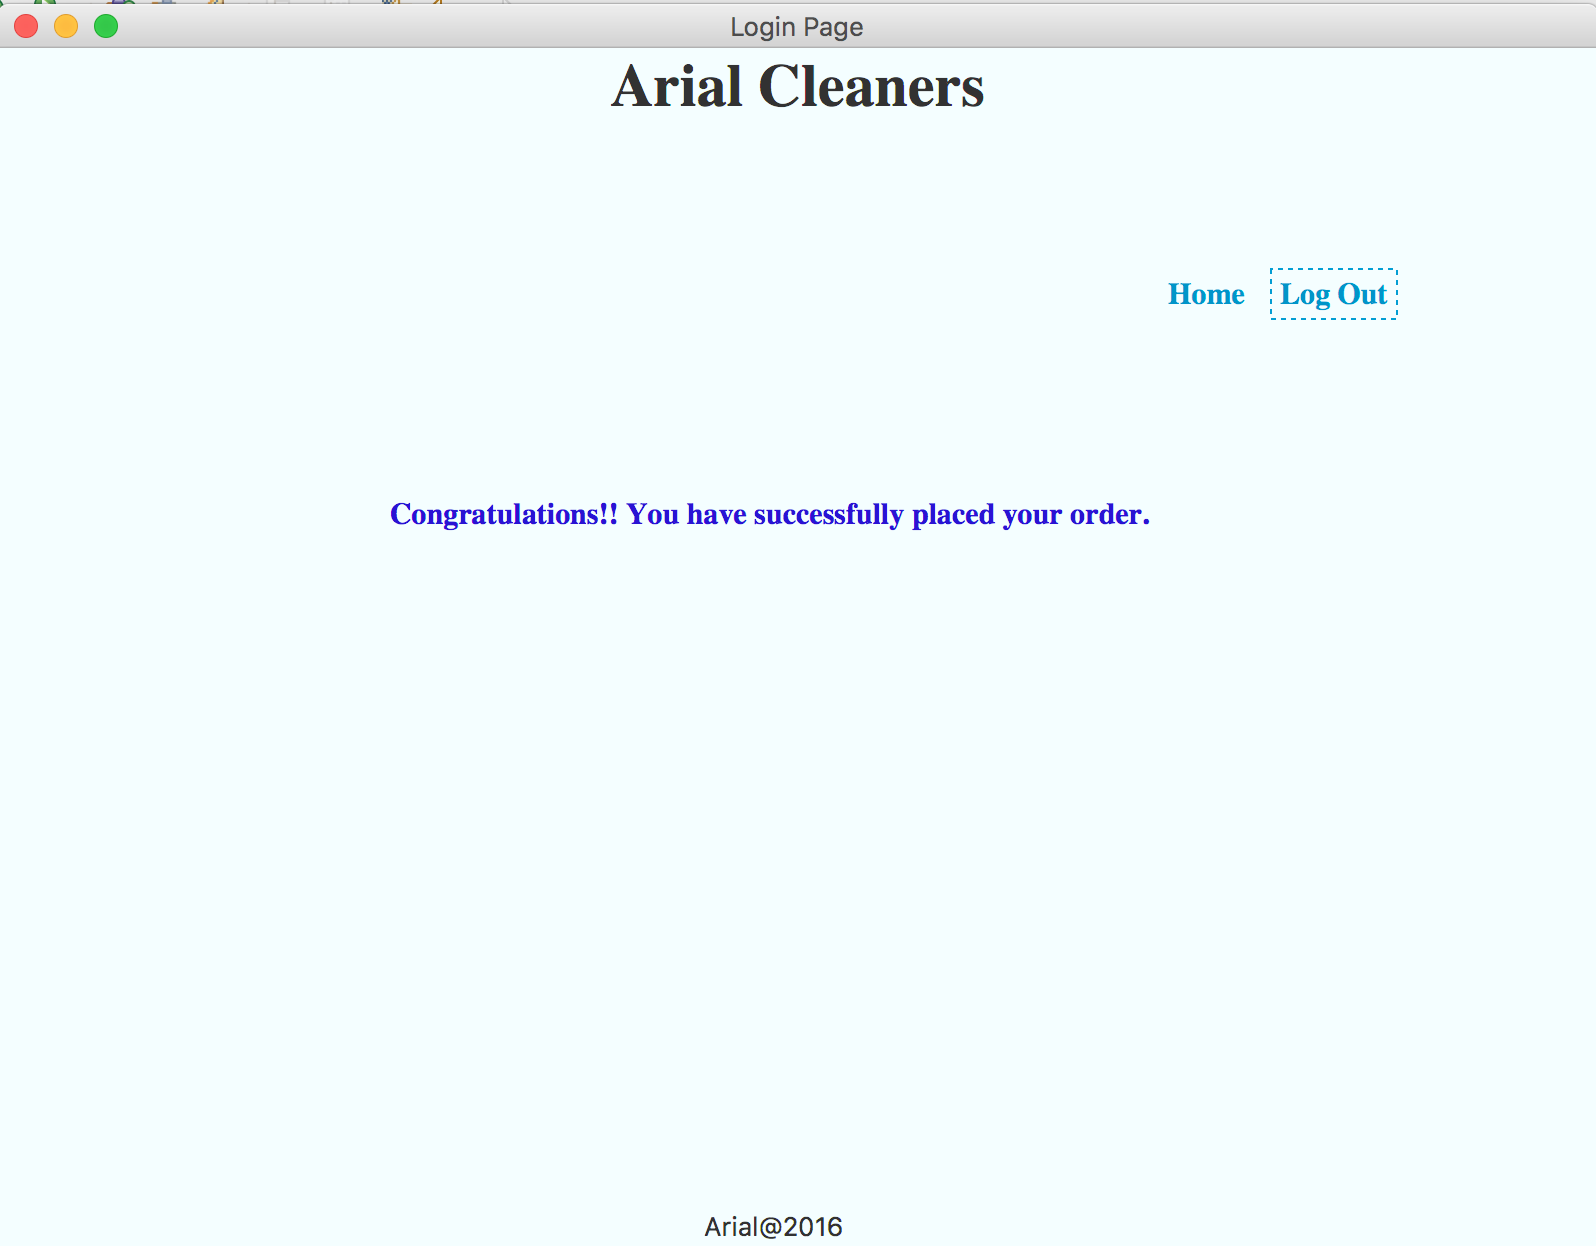 Login Page
Arial Cleaners
Home Log Out
Congratulations!! You have successfully placed your order.
Arial@2016